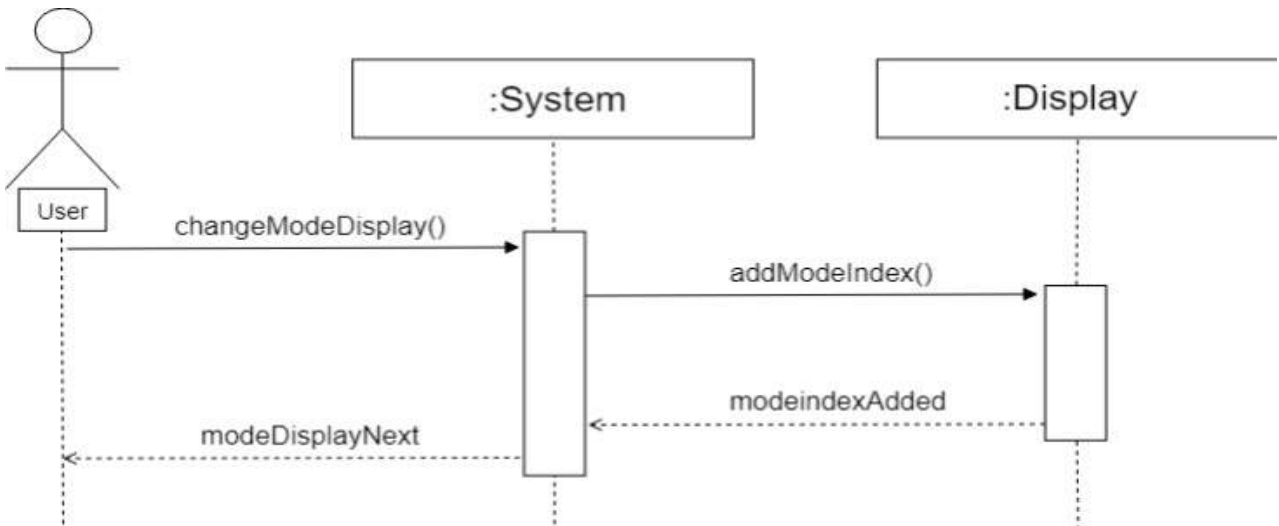 :System
:Display
User
changeModeDisplay()
addModeIndex()
modeindexAdded
modeDisplayNext